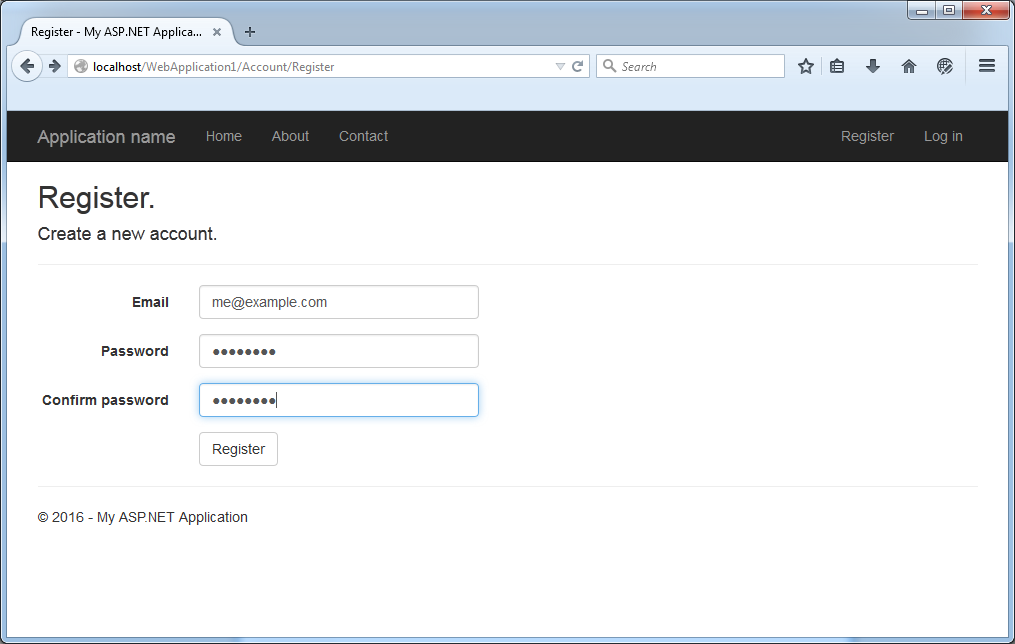 Register - My ASP.NET Applica...
localhost/WebApplication1/Account/Register
Search
Application name Home About Contact Register Log in
Register.
Create a new account.
Email me@example.com
Password ●●●●●●●●
Confirm password ●●●●●●●●
Register
© 2016 - My ASP.NET Application